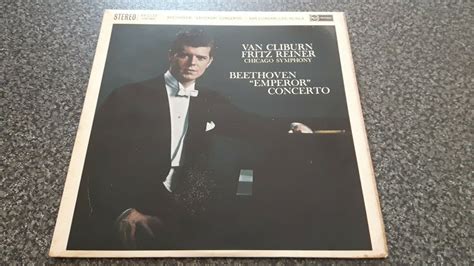 STEREO
VAN CLIBURN
FRITZ REINER
CHICAGO SYMPHONY
BEETHOVEN
"EMPEROR"
CONCERTO